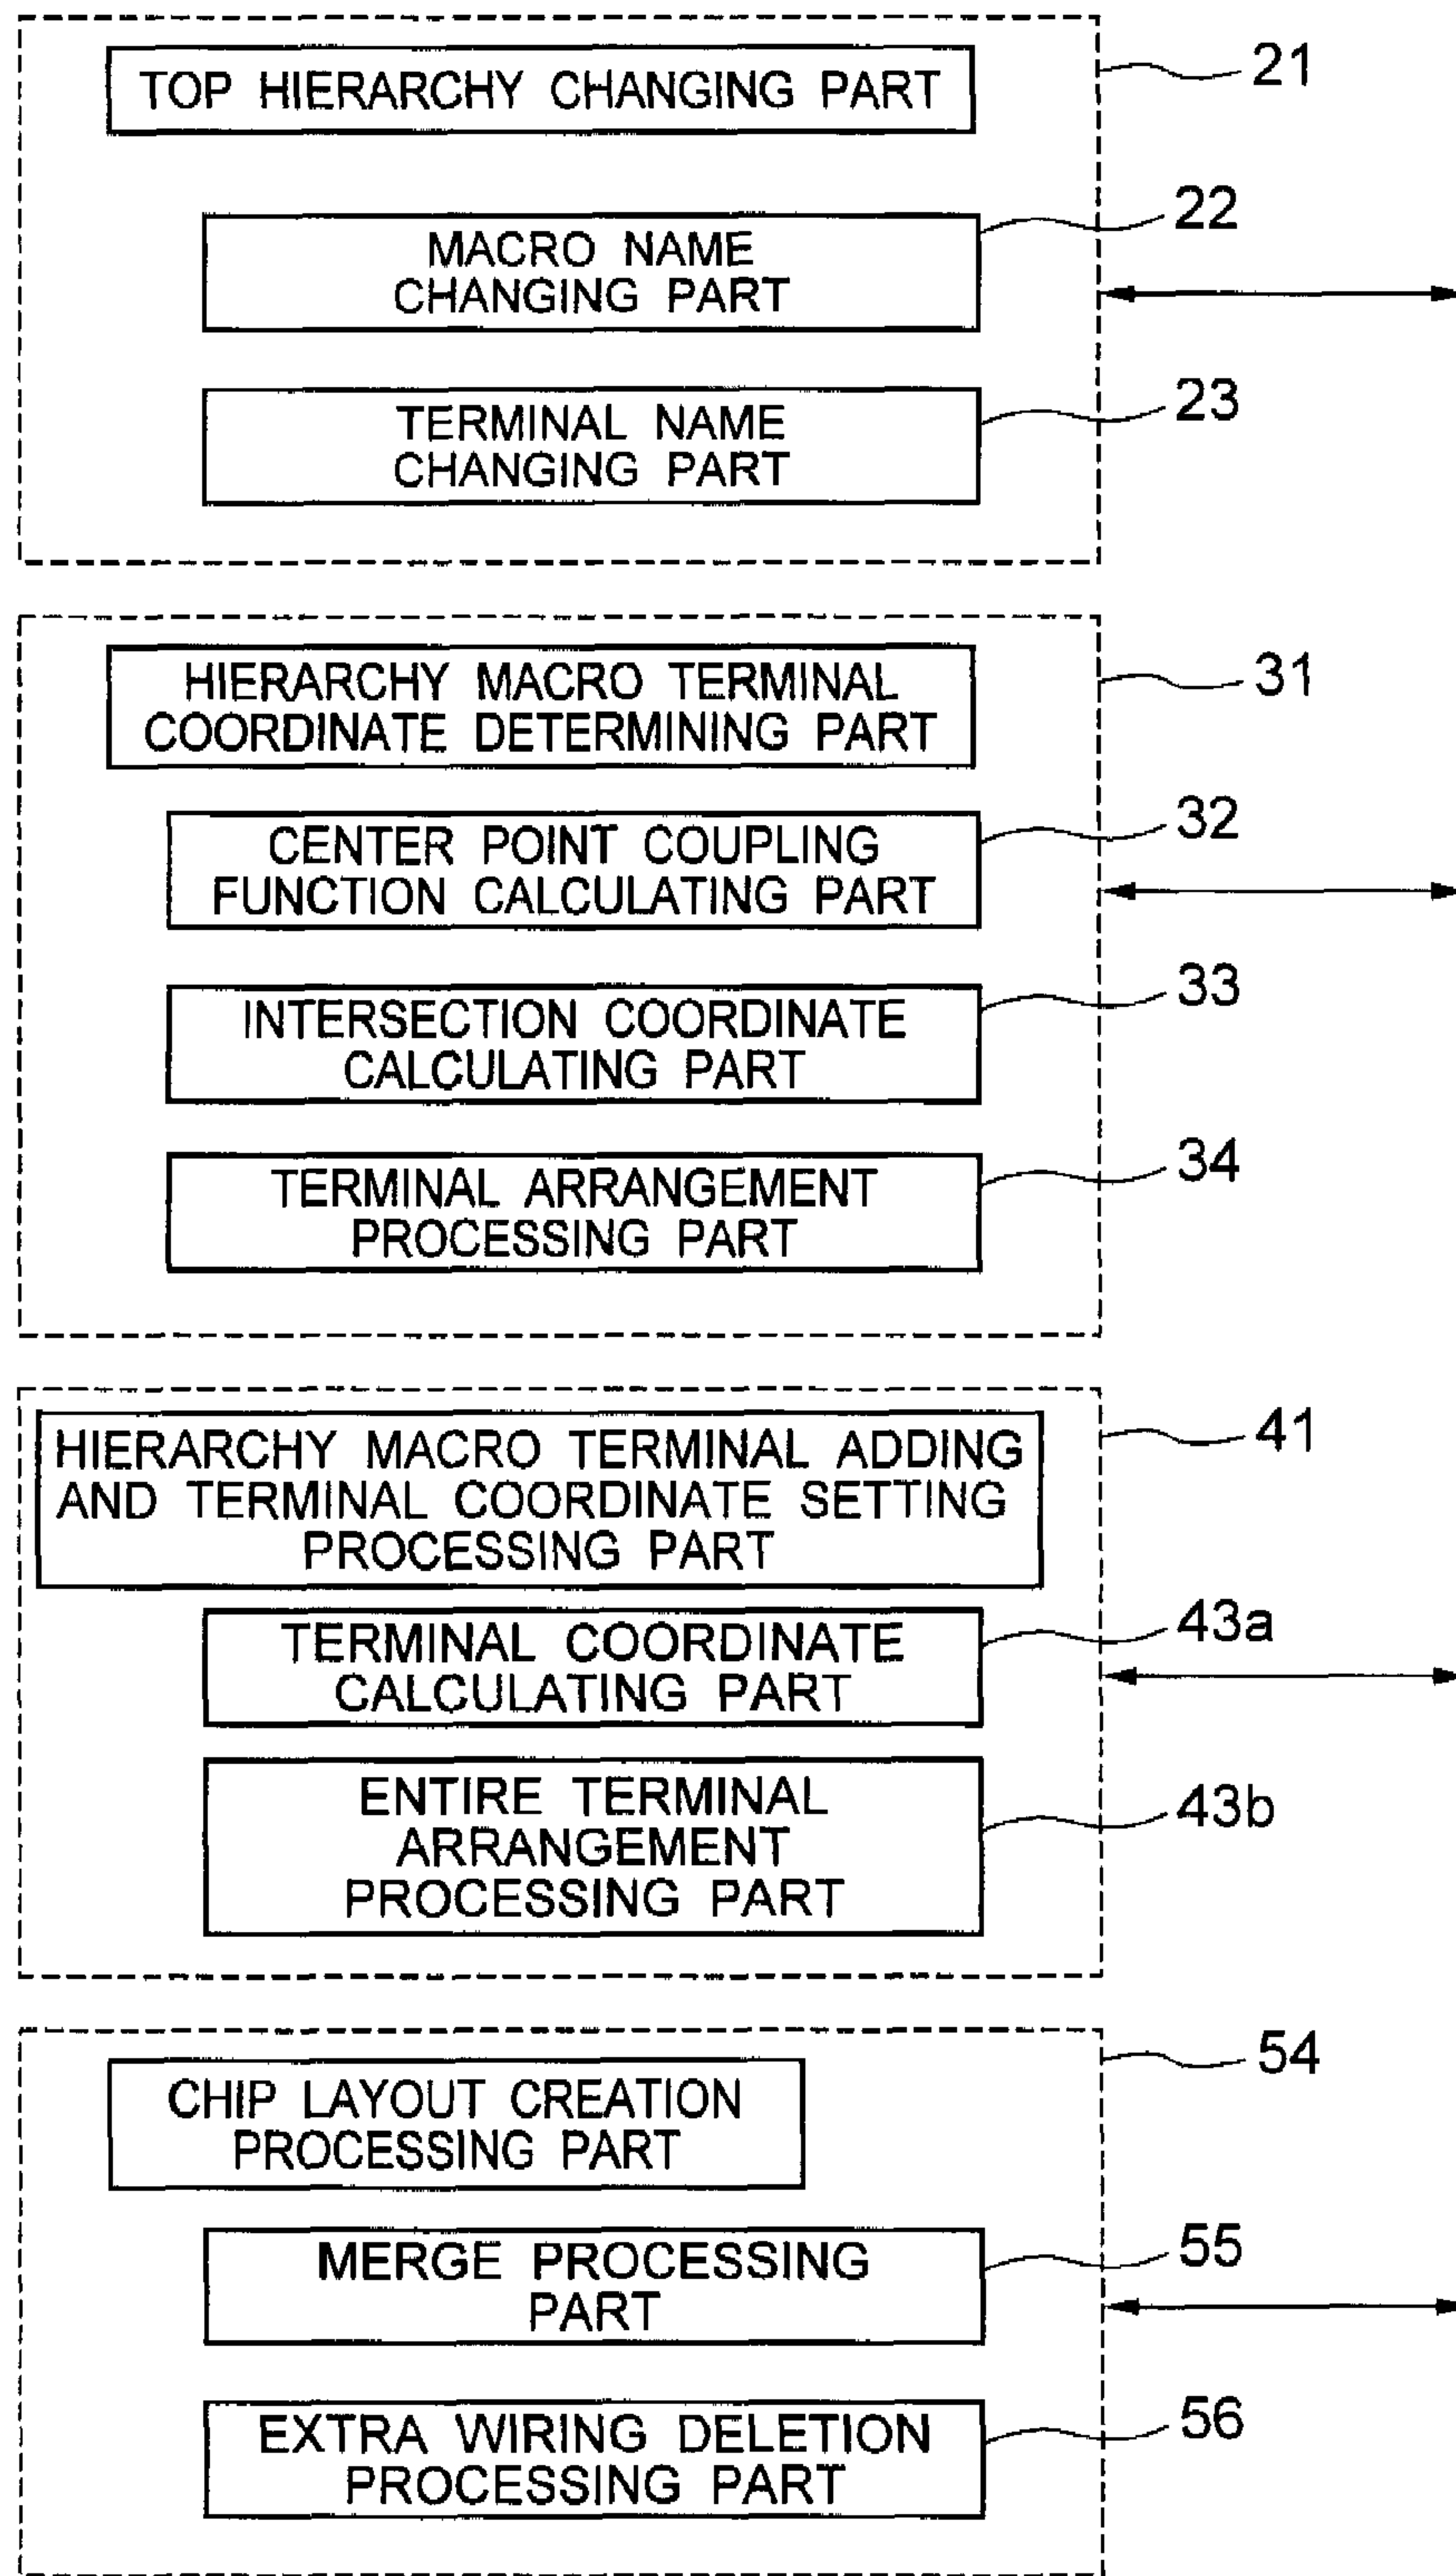 TOP HIERARCHY CHANGING PART
21
MACRO NAME
CHANGING PART
22
TERMINAL NAME
CHANGING PART
23
HIERARCHY MACRO TERMINAL
COORDINATE DETERMINING PART
31
CENTER POINT COUPLING
FUNCTION CALCULATING PART
32
INTERSECTION COORDINATE
CALCULATING PART
33
TERMINAL ARRANGEMENT
PROCESSING PART
34
HIERARCHY MACRO TERMINAL ADDING
AND TERMINAL COORDINATE SETTING
PROCESSING PART
41
TERMINAL COORDINATE
CALCULATING PART
43a
ENTIRE TERMINAL
ARRANGEMENT
PROCESSING PART
43b
CHIP LAYOUT CREATION
PROCESSING PART
54
MERGE PROCESSING
PART
55
EXTRA WIRING DELETION
PROCESSING PART
56